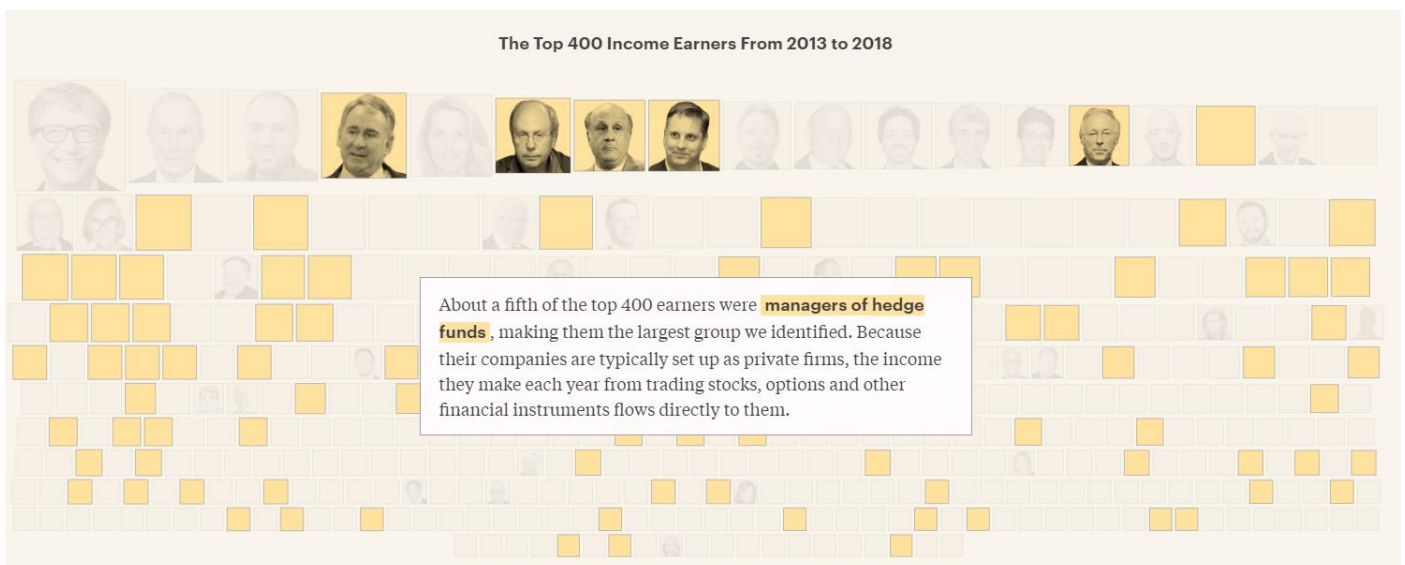 The Top 400 Income Earners From 2013 to 2018
About a fifth of the top 400 earners were managers of hedge
funds, making them the largest group we identified. Because
their companies are typically set up as private firms, the income
they make each year from trading stocks, options and other
financial instruments flows directly to them.